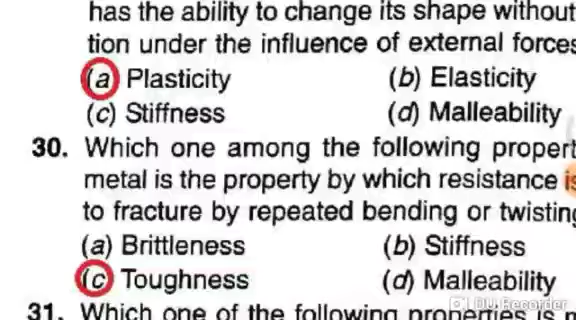 has the ability to change its shape without
tion under the influence of external forces
(a) Plasticity (b) Elasticity
(c) Stiffness (d) Malleability
30. Which one among the following propert
metal is the property by which resistance is
to fracture by repeated bending or twisting
(a) Brittleness (b) Stiffness
(c) Toughness (d) Malleability
DU Recorder
31. Which one of the following properties is